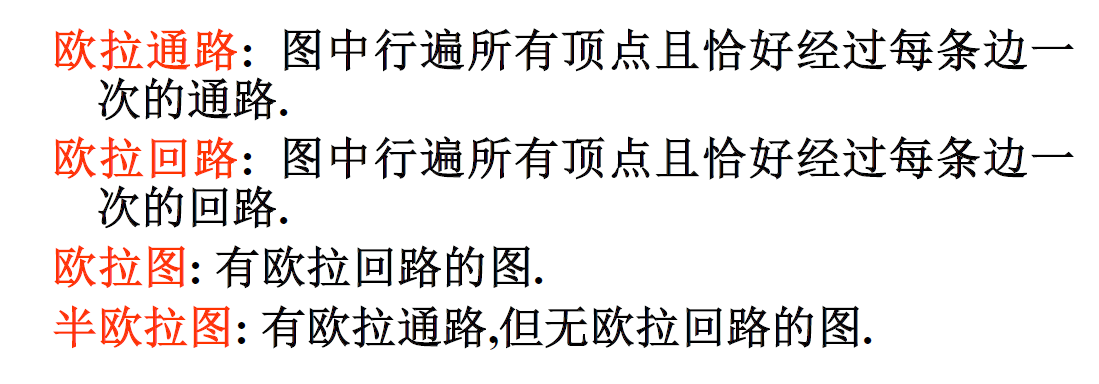 欧拉通路: 图中行遍所有顶点且恰好经过每条边一
次的通路.
欧拉回路: 图中行遍所有顶点且恰好经过每条边一
次的回路.
欧拉图: 有欧拉回路的图.
半欧拉图: 有欧拉通路,但无欧拉回路的图.